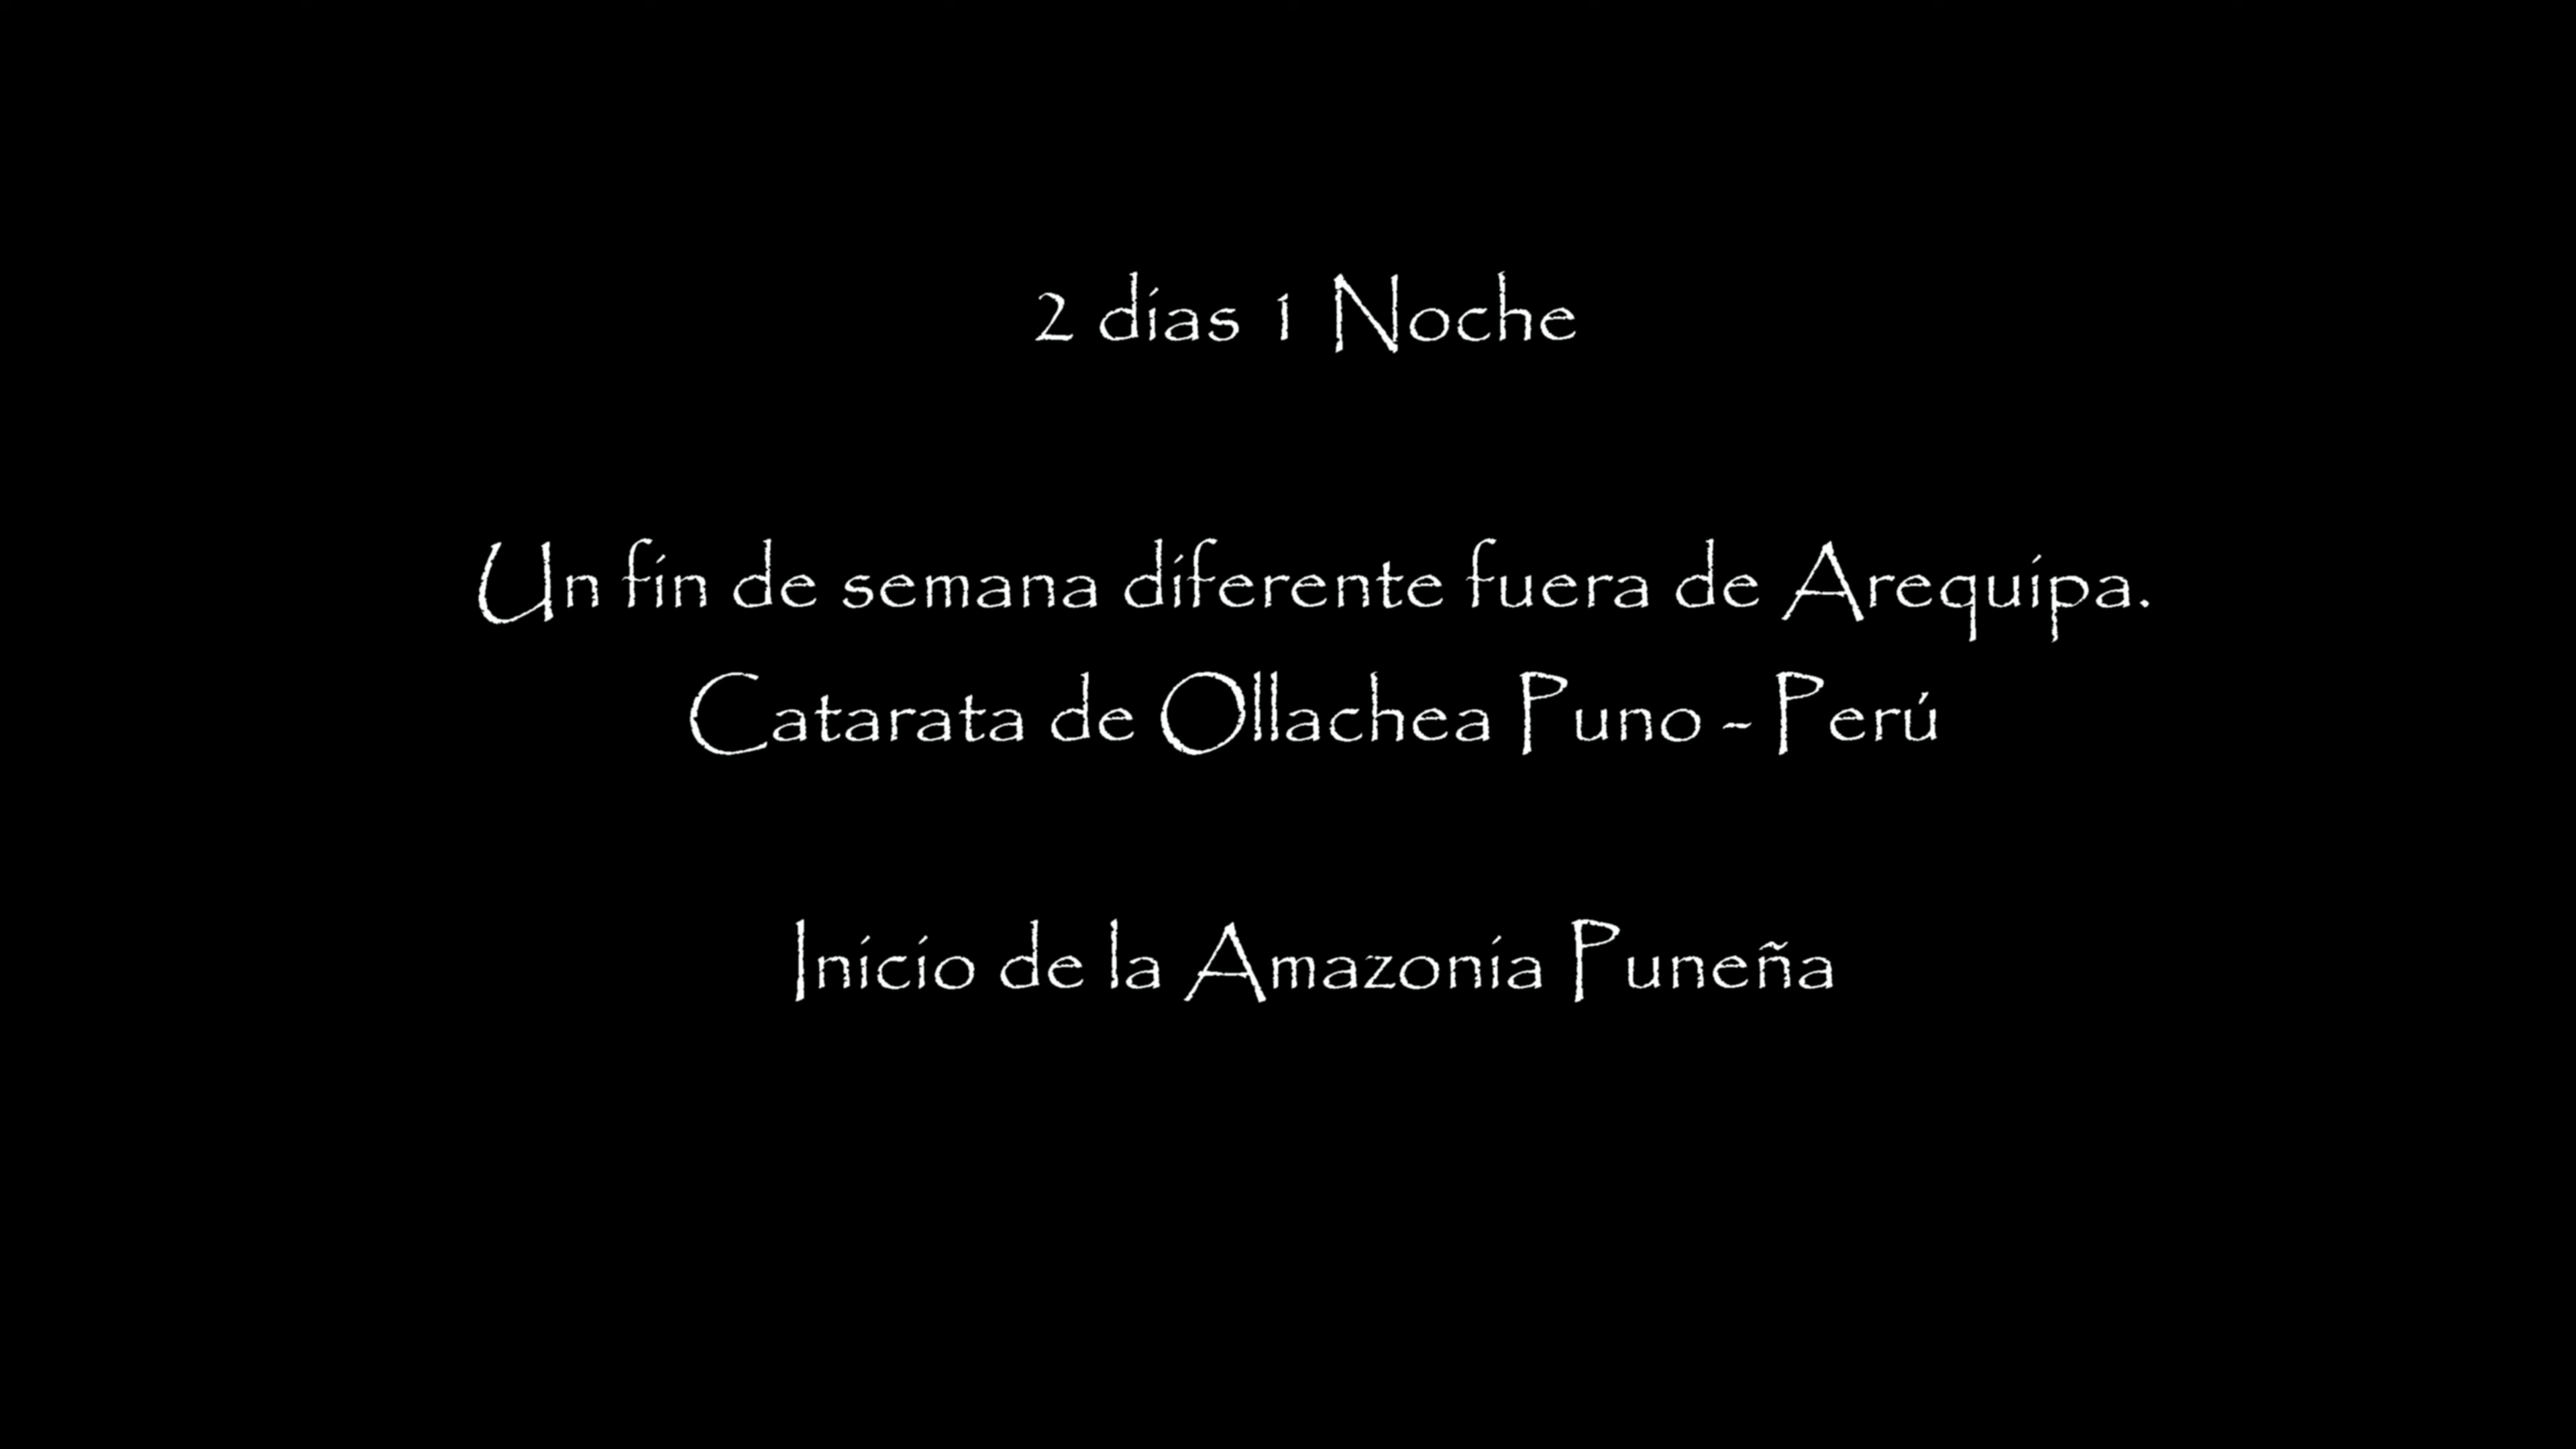 2 dias 1 Noche
Un fin de semana diferente fuera de Arequipa.
Catarata de Ollachea Puno - Perú
Inicio de la Amazonia Puneña